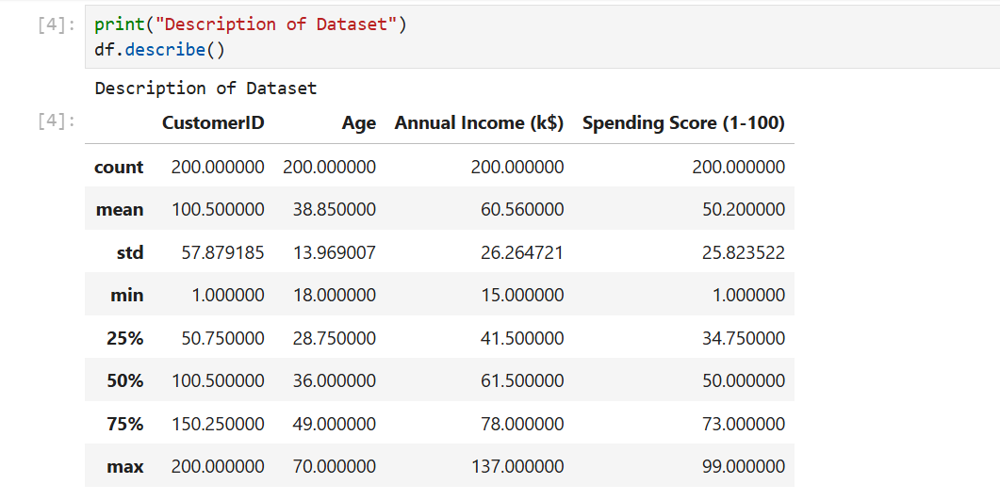 [4]: print("Description of Dataset")
df.describe()
Description of Dataset
[4]: CustomerID Age Annual Income (k$) Spending Score (1-100)
count 200.000000 200.000000 200.000000 200.000000
mean 100.500000 38.850000 60.560000 50.200000
std 57.879185 13.969007 26.264721 25.823522
min 1.000000 18.000000 15.000000 1.000000
25% 50.750000 28.750000 41.500000 34.750000
50% 100.500000 36.000000 61.500000 50.000000
75% 150.250000 49.000000 78.000000 73.000000
max 200.000000 70.000000 137.000000 99.000000